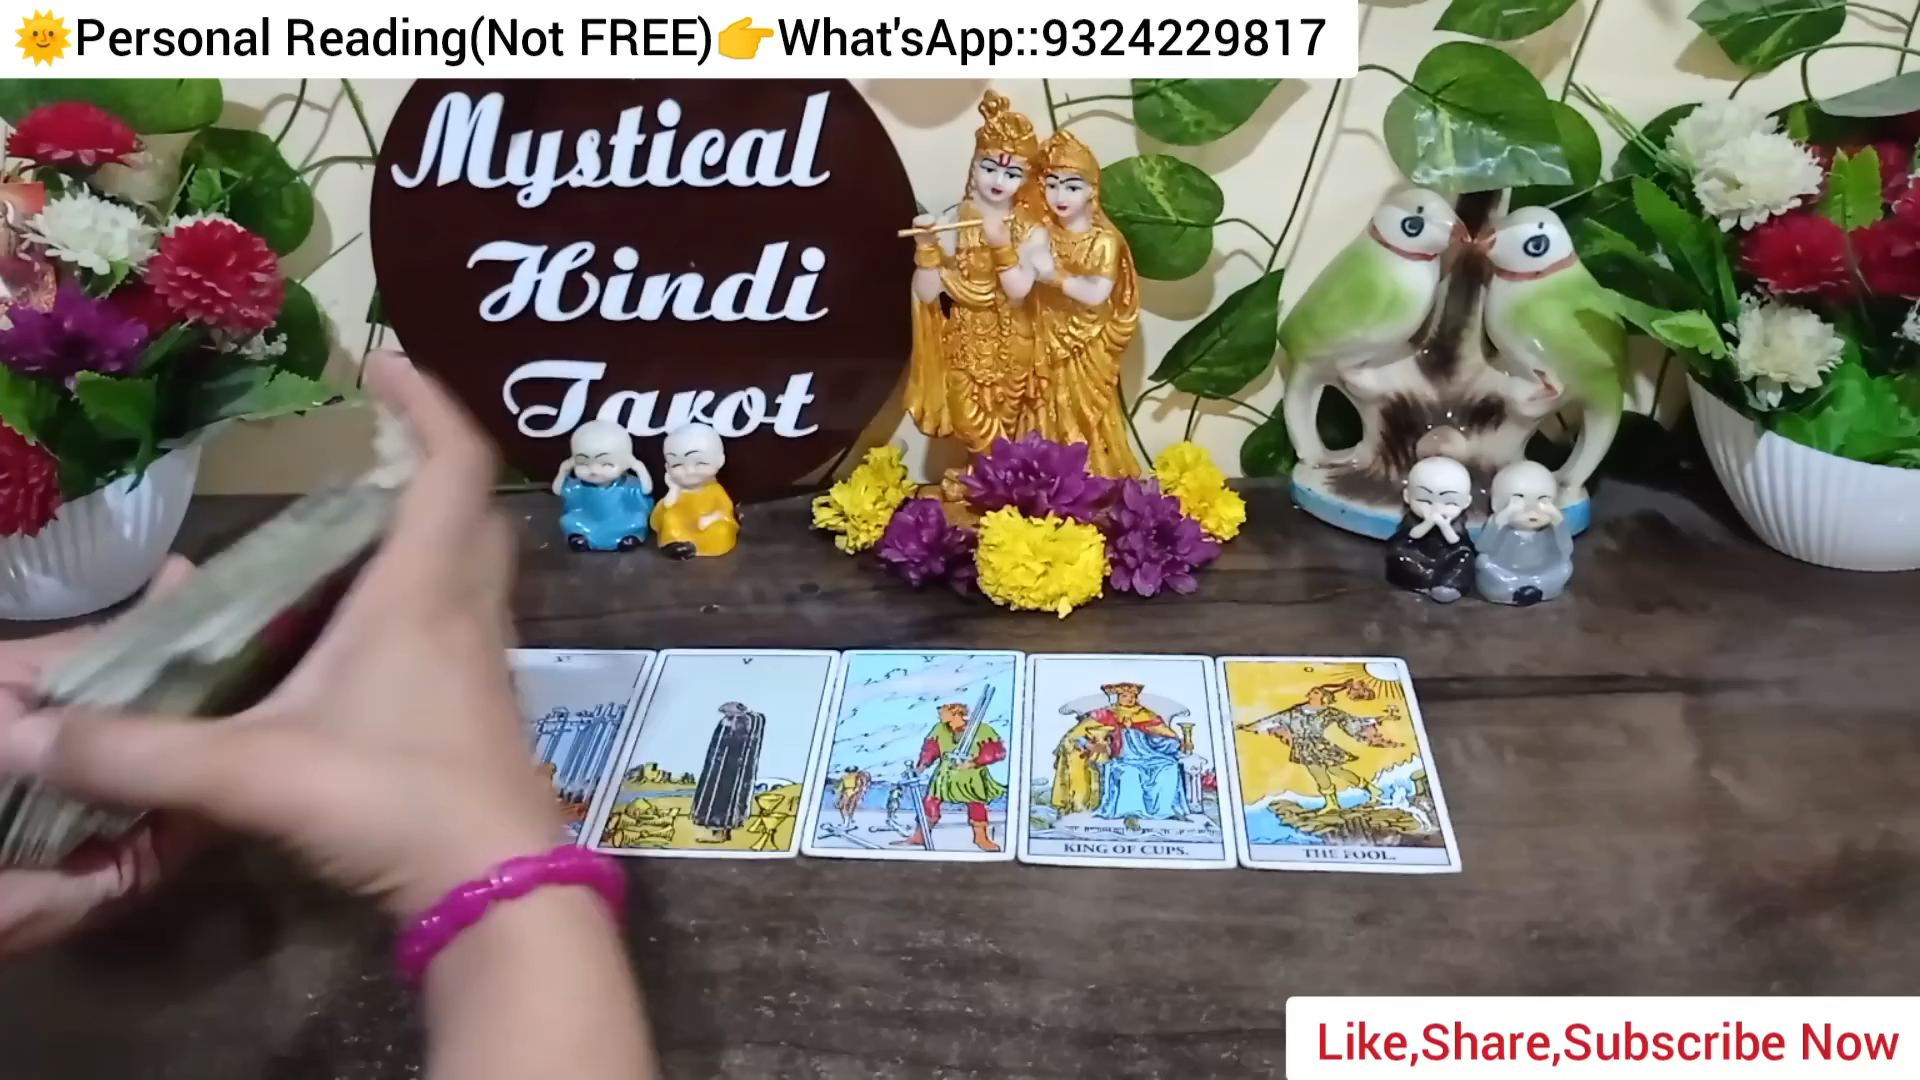 🌞Personal Reading(Not FREE)👉What'sApp::9324229817
Mystical
Hindi
Tarot
V
V
0
KING OF CUPS.
THE FOOL.
Like,Share,Subscribe Now